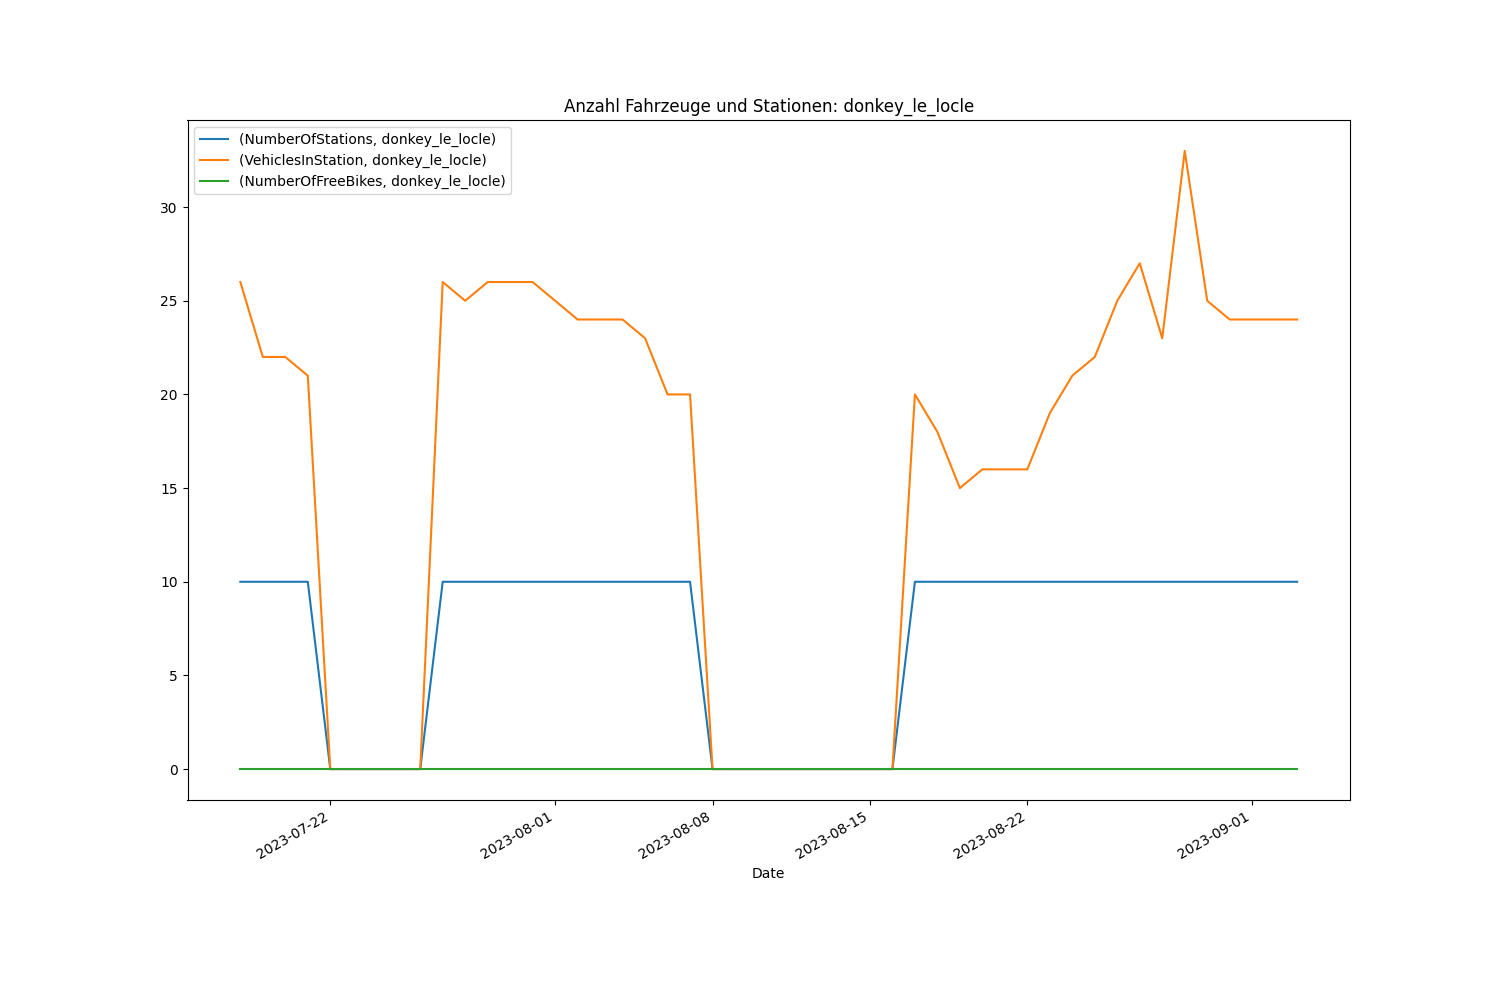 Anzahl Fahrzeuge und Stationen: donkey_le_locle
(NumberOfStations, donkey_le_locle)
(VehiclesInStation, donkey_le_locle)
(NumberOfFreeBikes, donkey_le_locle)
30
25
20
15
10
5
0
2023-07-22
2023-08-01
2023-08-08
2023-08-15
2023-08-22
2023-09-01
Date